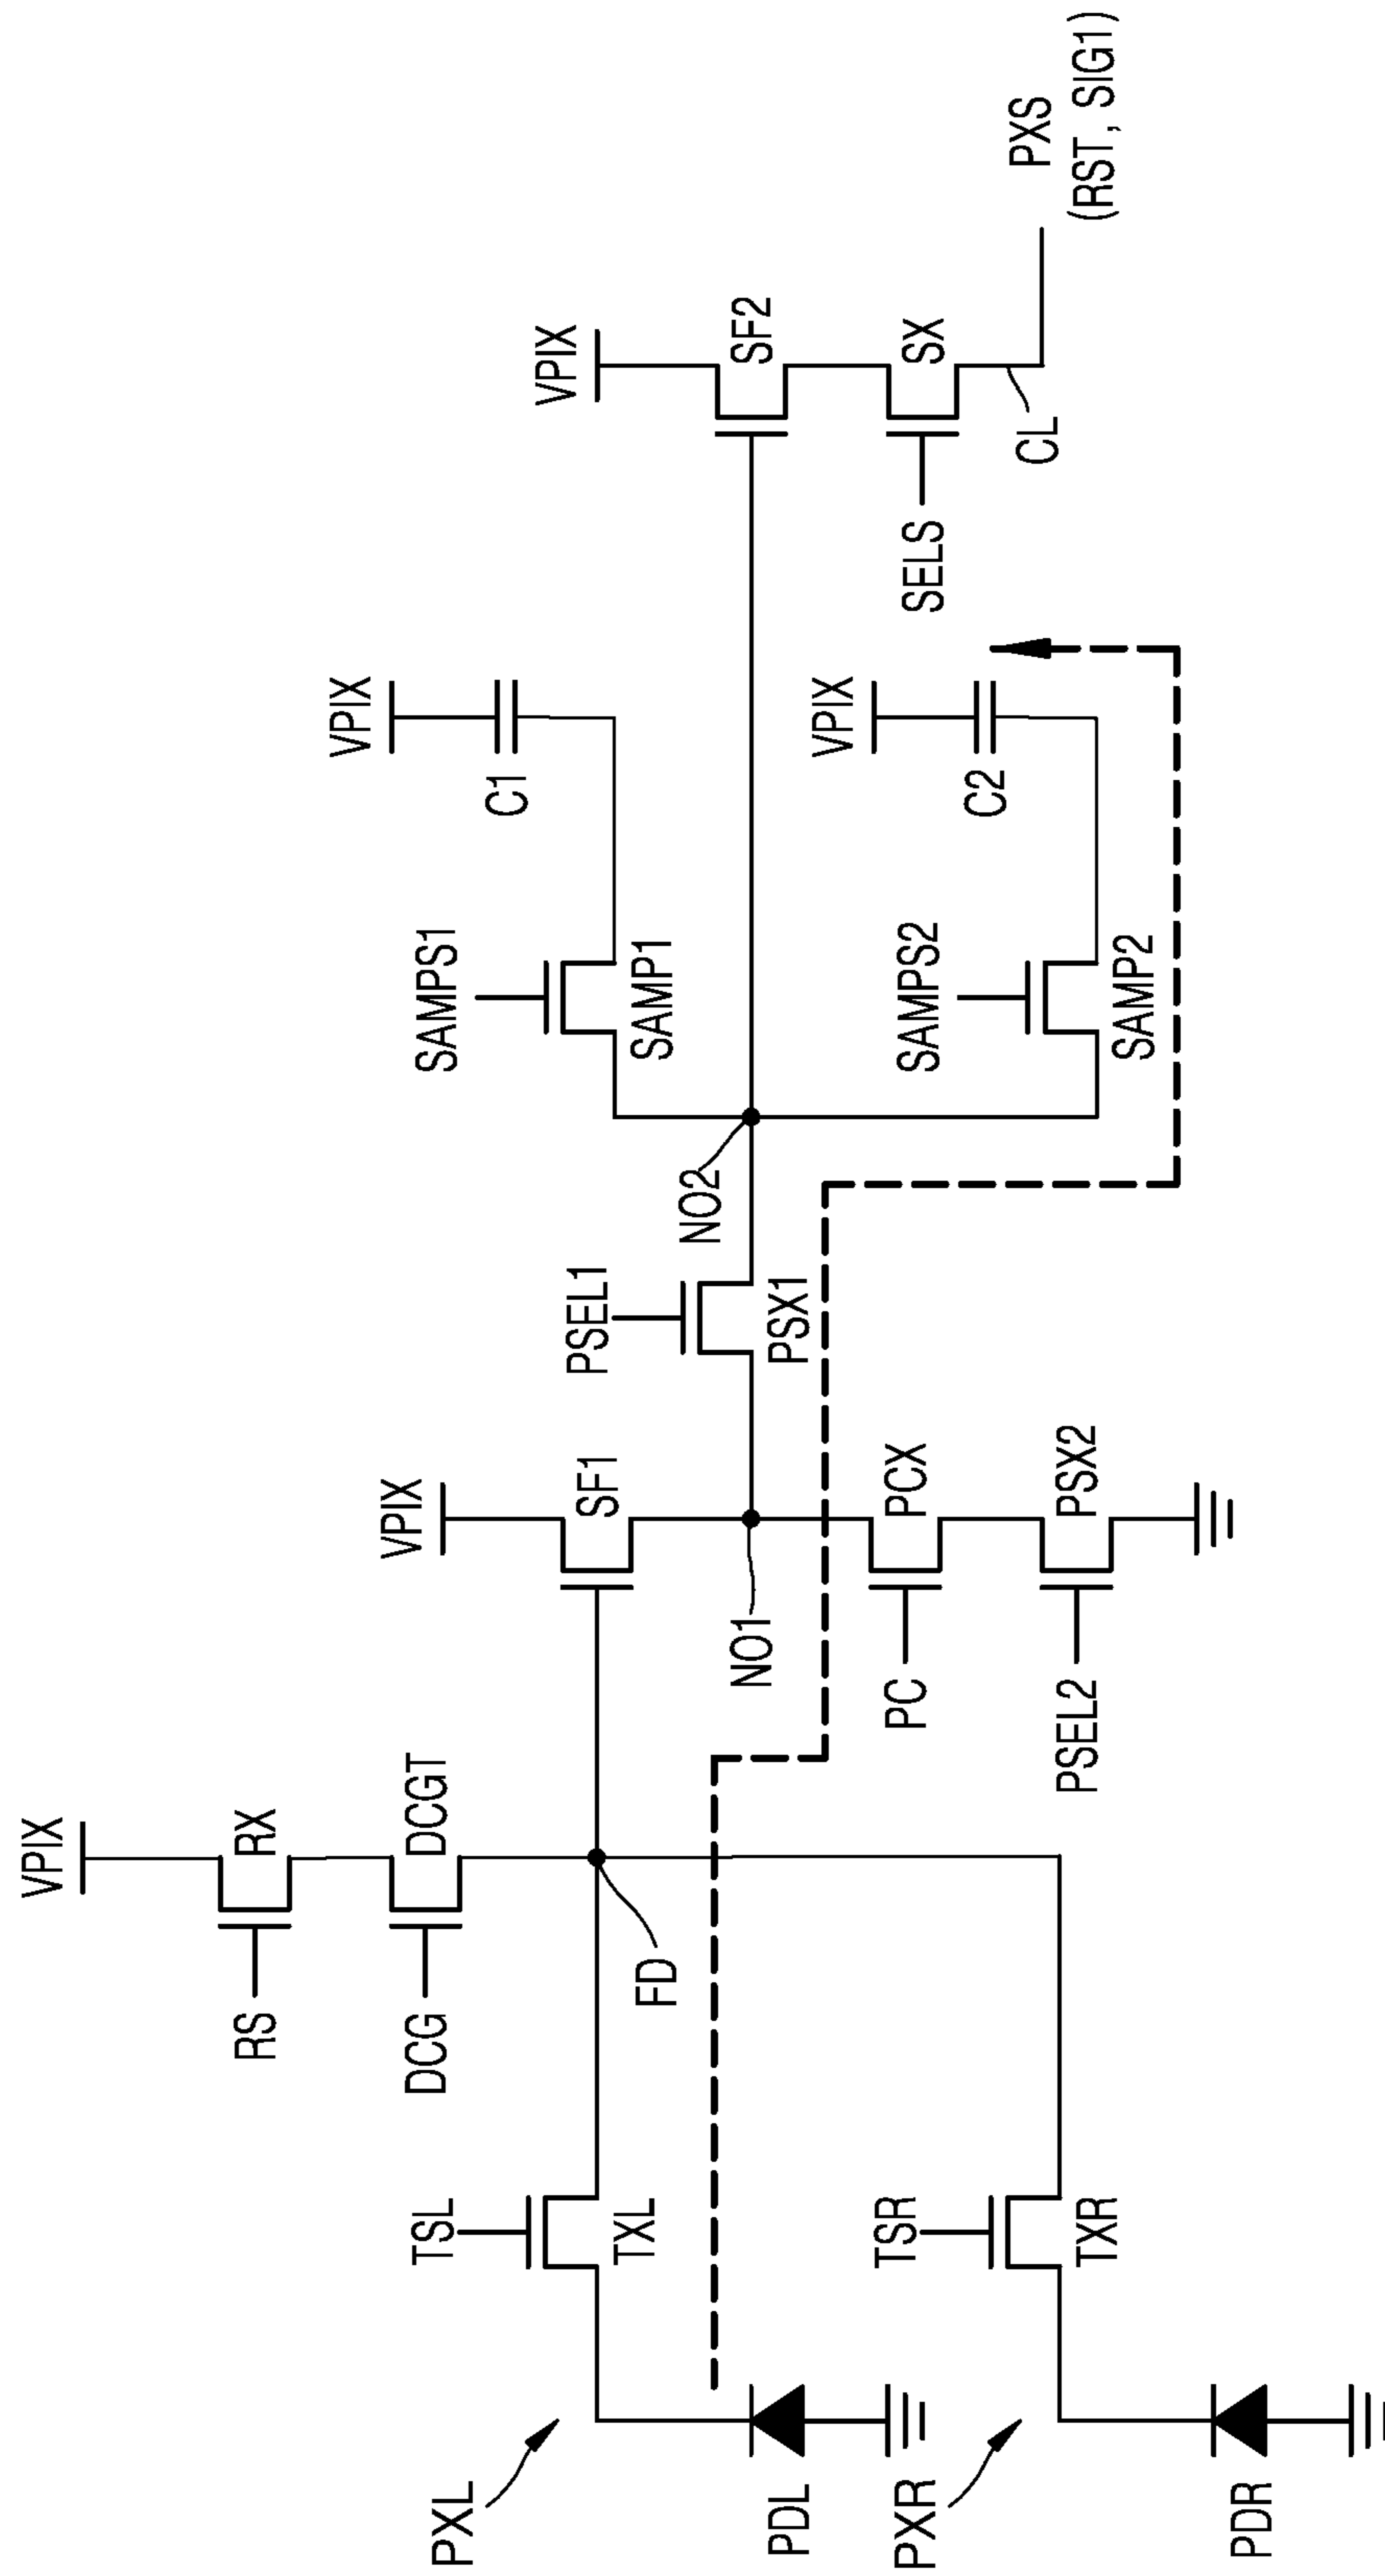 VPIX
RS
RX
DCG
DCGT
TSL
TXL
PXL
PDL
FD
TSR
TXR
PXR
PDR
VPIX
SF1
NO1
PC
PCX
PSEL2
PSX2
PSEL1
PSX1
NO2
SAMPS1
SAMP1
VPIX
C1
SAMPS2
SAMP2
VPIX
C2
VPIX
SF2
SELS
SX
CL
PXS
(RST, SIG1)